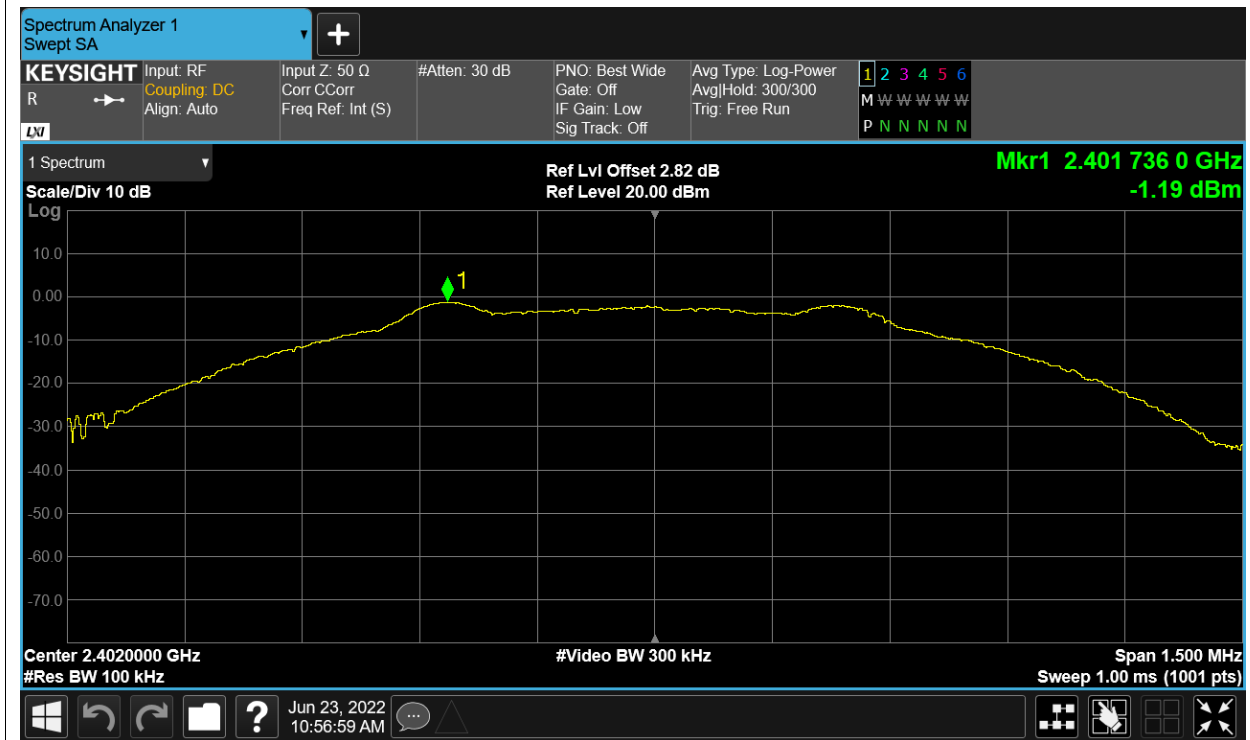 Spectrum Analyzer 1
Swept SA
KEYSIGHT
R
LXI
Input: RF
Coupling: DC
Align: Auto
Input Z: 50 Ω
Corr CCorr
Freq Ref: Int (S)
#Atten: 30 dB
PNO: Best Wide
Gate: Off
IF Gain: Low
Sig Track: Off
Avg Type: Log-Power
Avg|Hold: 300/300
Trig: Free Run
1 2 3 4 5 6
M W W W W W
P N N N N N
1 Spectrum
Scale/Div 10 dB
Ref Lvl Offset 2.82 dB
Ref Level 20.00 dBm
Mkr1 2.401 736 0 GHz
-1.19 dBm
Log
10.0
0.00
-10.0
-20.0
-30.0
-40.0
-50.0
-60.0
-70.0
1
Center 2.4020000 GHz
#Res BW 100 kHz
#Video BW 300 kHz
Span 1.500 MHz
Sweep 1.00 ms (1001 pts)
?
Jun 23, 2022
10:56:59 AM